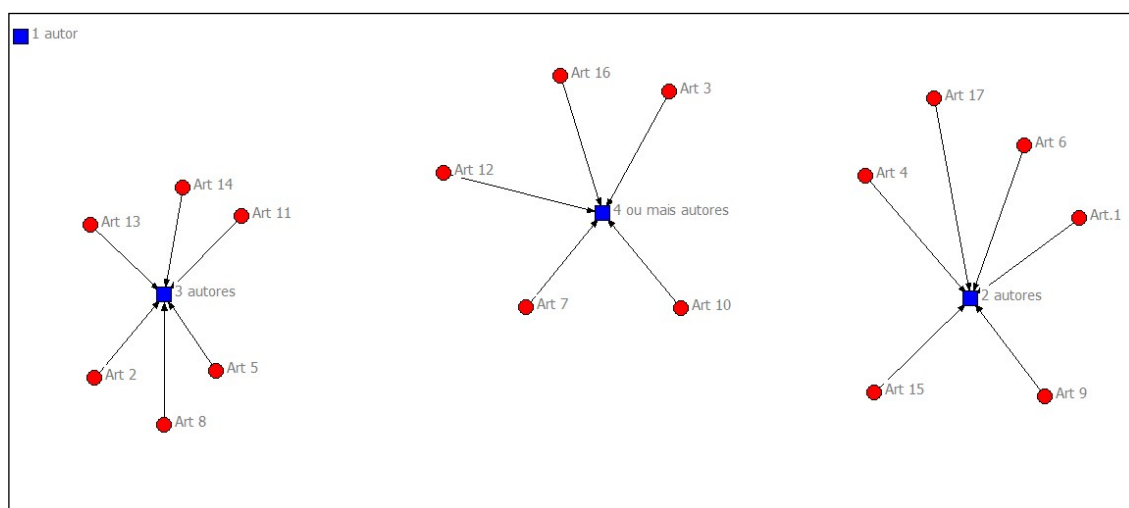 1 autor
Art 16
Art 3
Art 12
4 ou mais autores
Art 7
Art 10
Art 14
Art 13
Art 11
3 autores
Art 2
Art 5
Art 8
Art 17
Art 6
Art 4
Art.1
2 autores
Art 15
Art 9